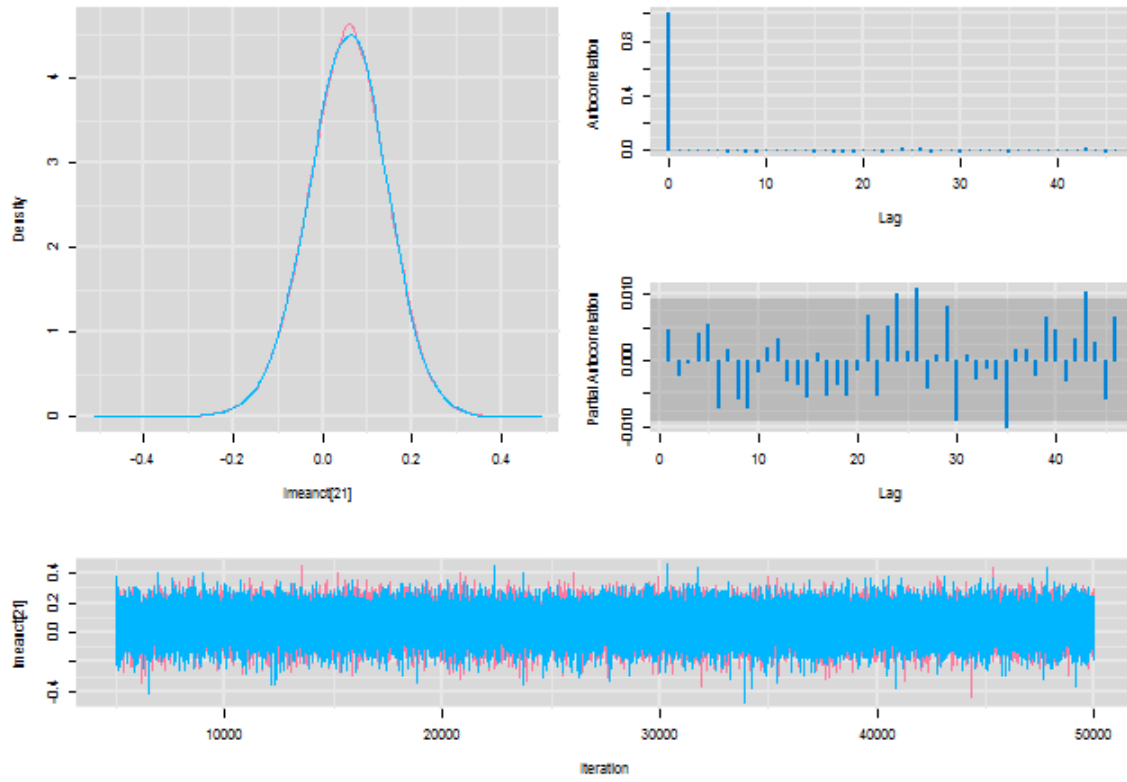 Density
4
3
2
1
0
-0.4 -0.2 0.0 0.2 0.4
lmeanct[21]
Autocorrelation
0.8
0.4
0.0
0 10 20 30 40
Lag
Partial Autocorrelation
0.010
0.000
-0.010
0 10 20 30 40
Lag
lmeanct[21]
0.4
0.2
0.0
-0.4
10000 20000 30000 40000 50000
Iteration